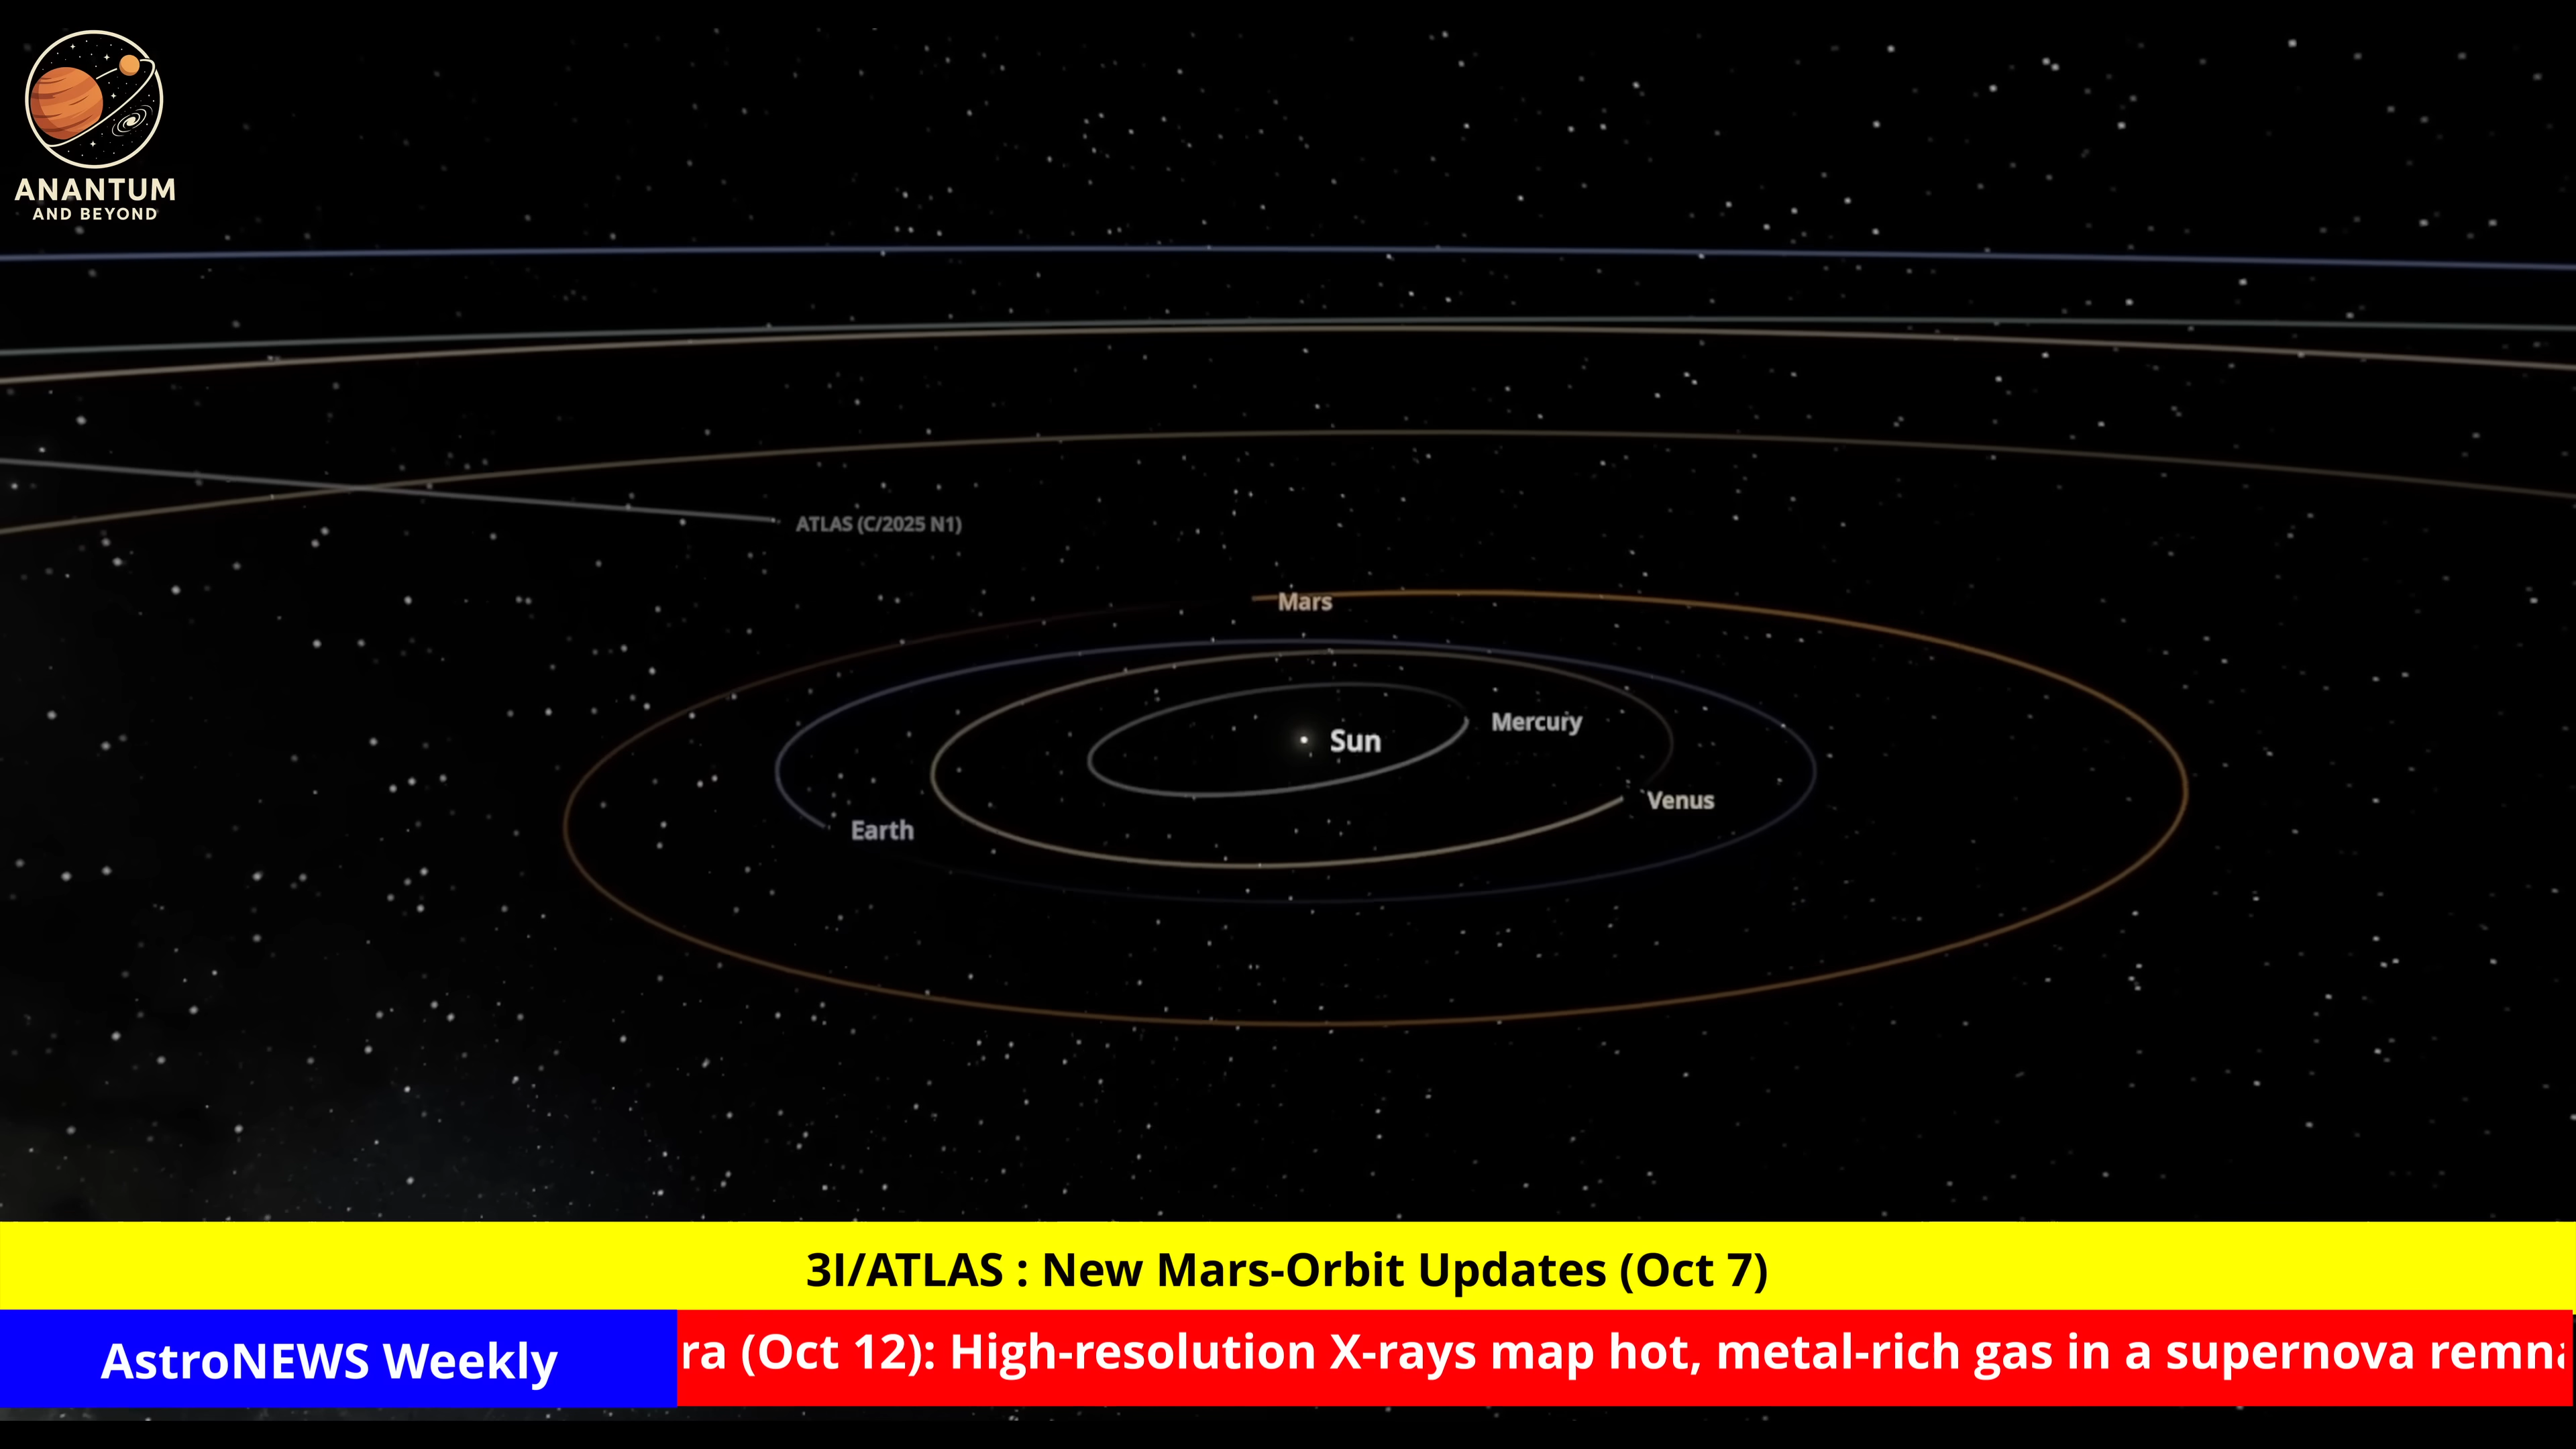 ANANTUM
AND BEYOND
ATLAS (C/2025 N1)
Mars
Mercury
Sun
Venus
Earth
3I/ATLAS : New Mars-Orbit Updates (Oct 7)
AstroNEWS Weekly
ra (Oct 12): High-resolution X-rays map hot, metal-rich gas in a supernova remna